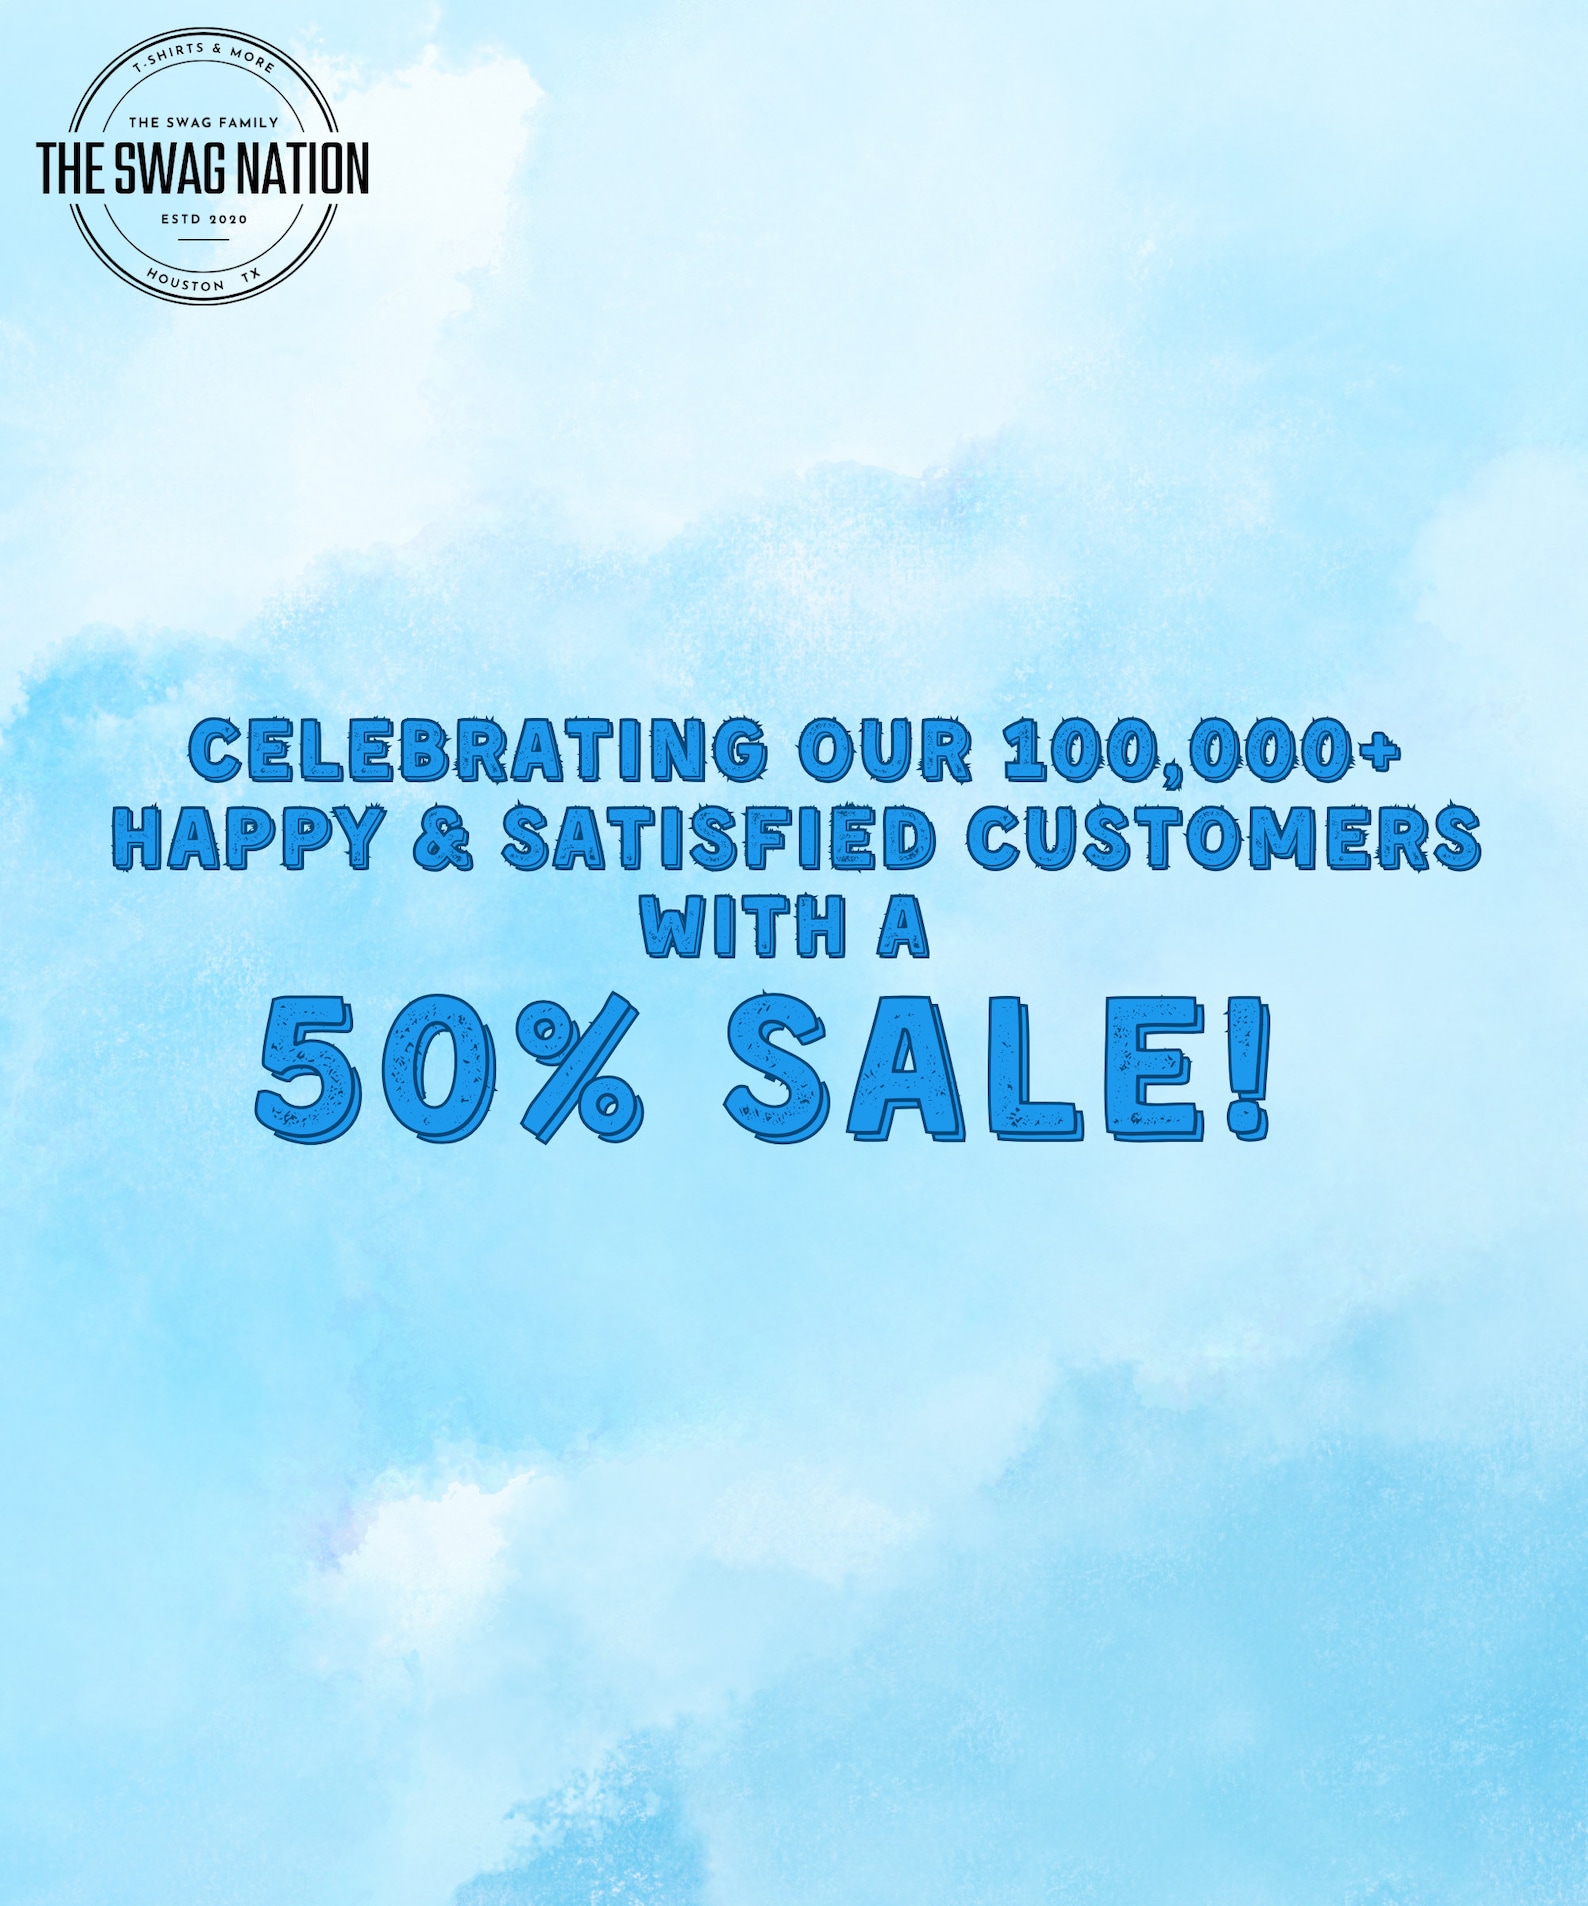 T-SHIRTS & MORE
THE SWAG FAMILY
THE SWAG NATION
ESTD 2020
HOUSTON TX
CELEBRATING OUR 100,000+
HAPPY & SATISFIED CUSTOMERS
WITH A
50% SALE!